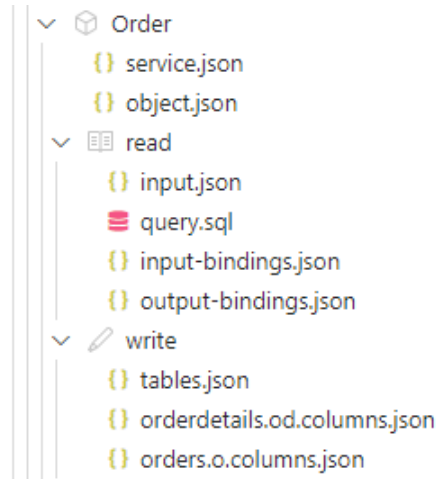 Order
{} service.json
{} object.json
read
{} input.json
query.sql
{} input-bindings.json
{} output-bindings.json
write
{} tables.json
{} orderdetails.od.columns.json
{} orders.o.columns.json